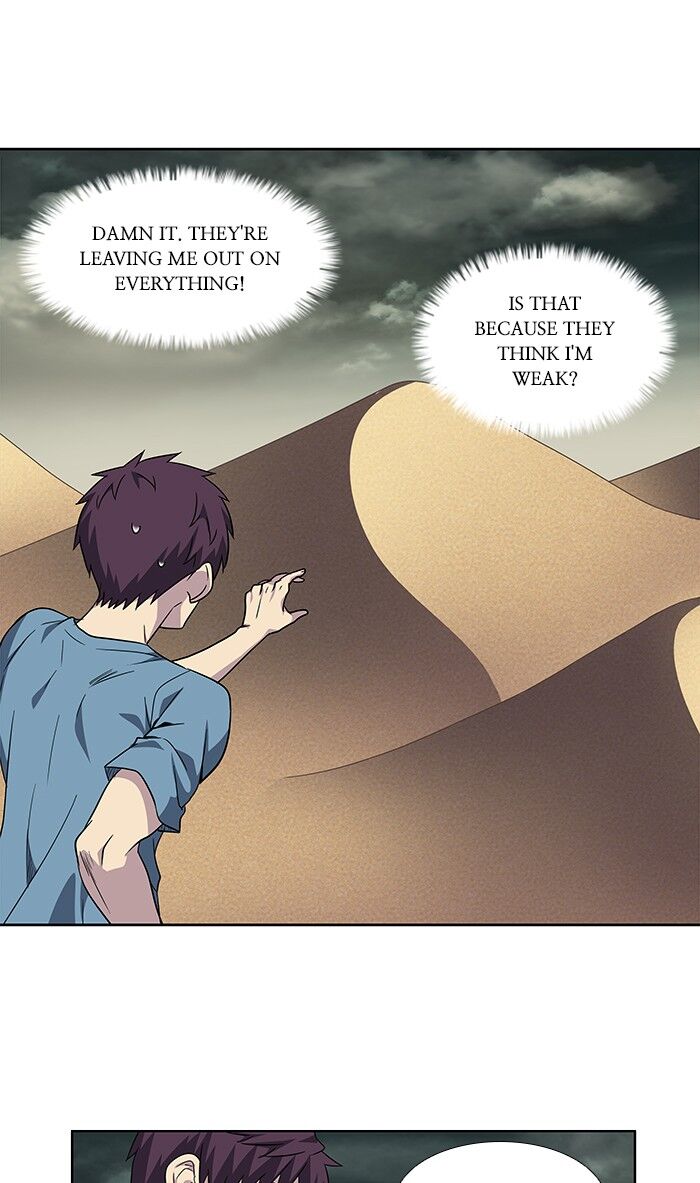 DAMN IT. THEY'RE
LEAVING ME OUT ON
EVERYTHING!
IS THAT
BECAUSE THEY
THINK I'M
WEAK?